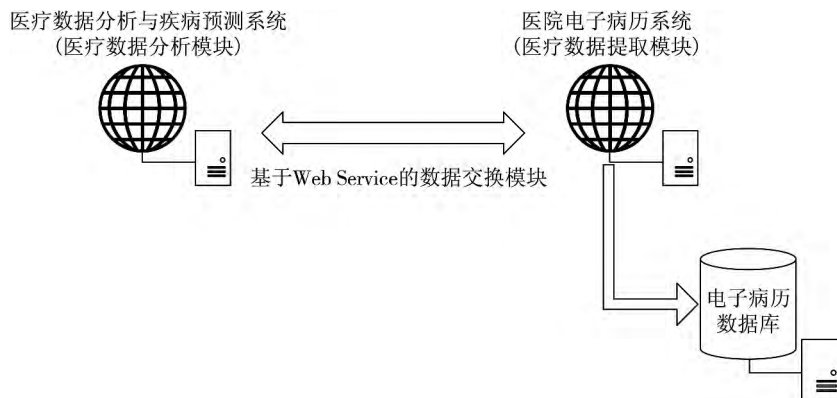 医疗数据分析与疾病预测系统
(医疗数据分析模块)
医院电子病历系统
(医疗数据提取模块)
基于Web Service的数据交换模块
电子病历
数据库